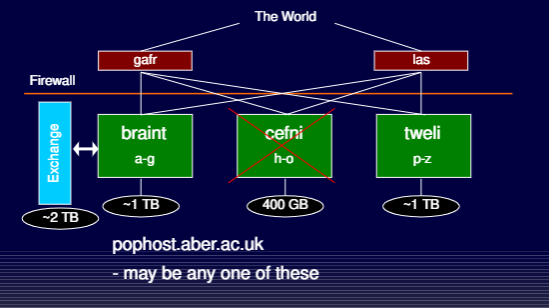 The World
gafr
las
Firewall
Exchange
braint
a-g
cefni
h-o
tweli
p-z
~2 TB
~1 TB
400 GB
~1 TB
pophost.aber.ac.uk
- may be any one of these